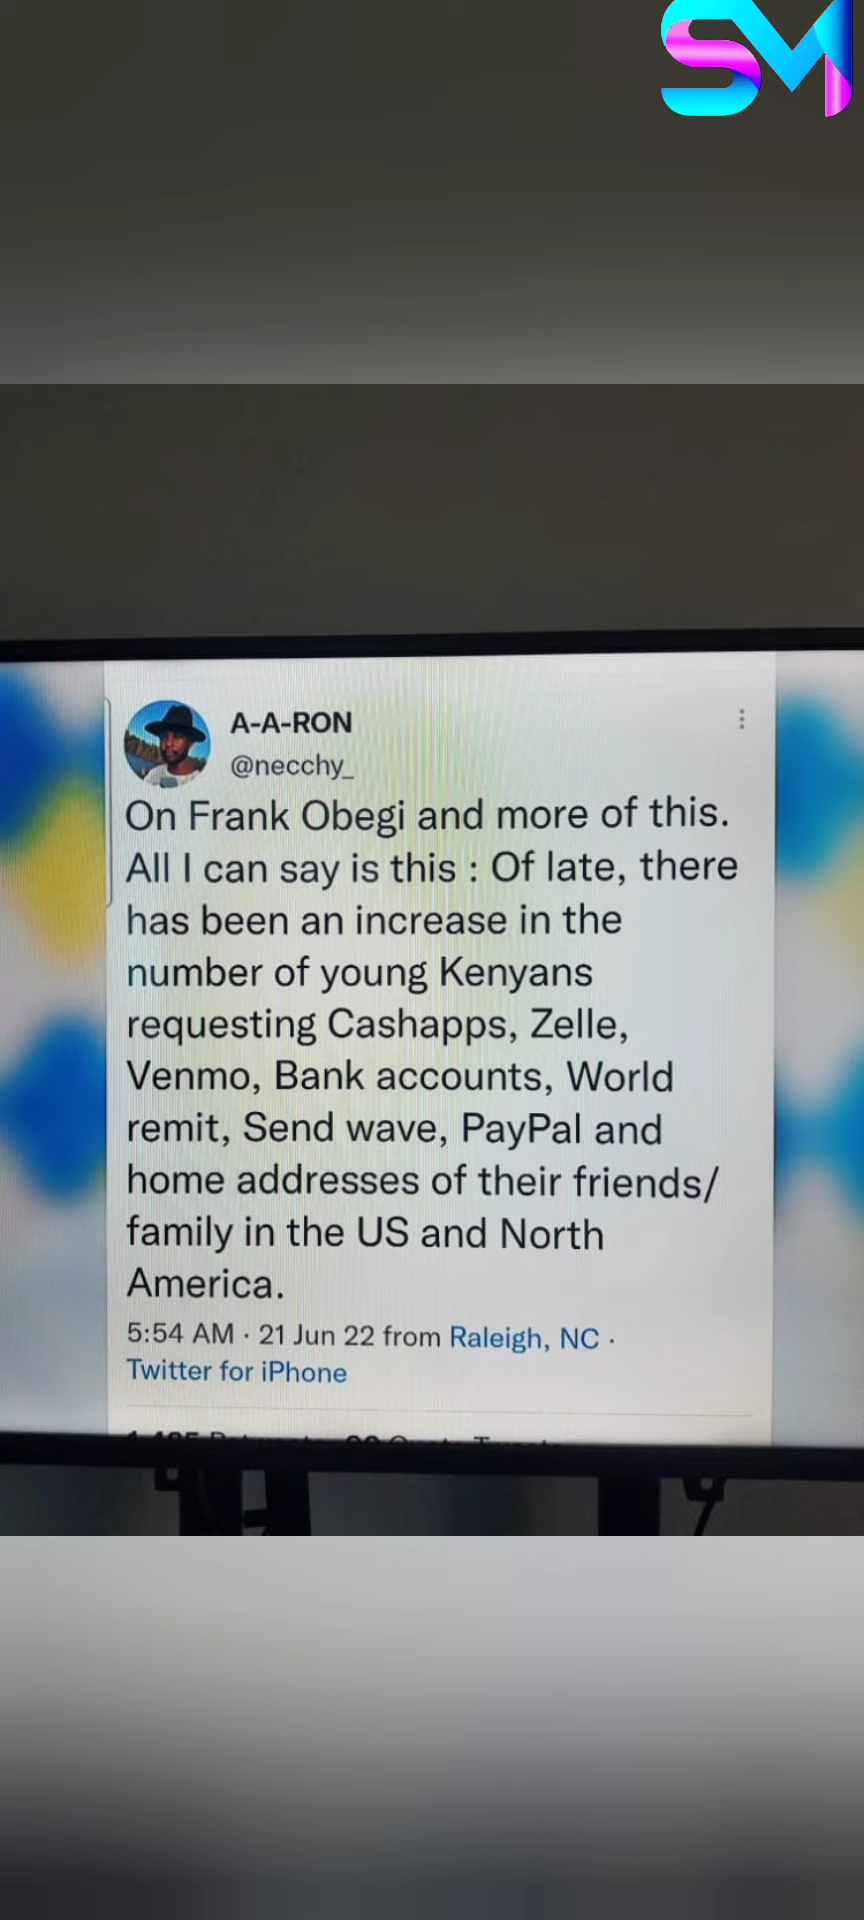 SM
A-A-RON
@necchy_
On Frank Obegi and more of this.
All I can say is this : Of late, there
has been an increase in the
number of young Kenyans
requesting Cashapps, Zelle,
Venmo, Bank accounts, World
remit, Send wave, PayPal and
home addresses of their friends/
family in the US and North
America.
5:54 AM · 21 Jun 22 from Raleigh, NC ·
Twitter for iPhone